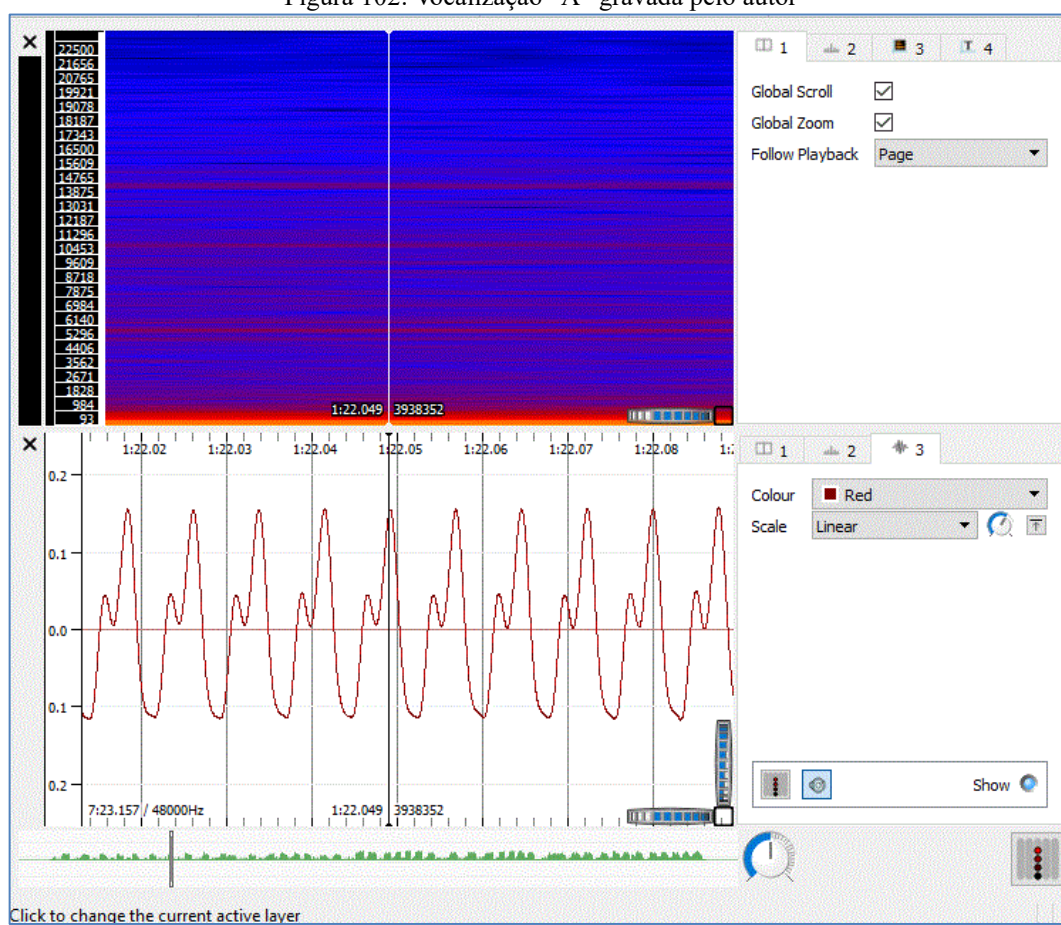 Figura 102: Vocalização "A" gravada pelo autor
22500
21656
20765
19921
19078
18187
17343
16500
15609
14765
13875
13031
12187
11296
10453
9609
8718
7875
6984
6140
5296
4406
3562
2671
1828
984
93
1:22.049 3938352
1 2 3 T 4
Global Scroll
Global Zoom
Follow Playback Page
1:22.02 1:22.03 1:22.04 1:22.05 1:22.06 1:22.07 1:22.08 1:
0.2
0.1
0.0
0.1
0.2
7:23.157 / 48000Hz 1:22.049 3938352
1 2 3
Colour Red
Scale Linear
Show
Click to change the current active layer